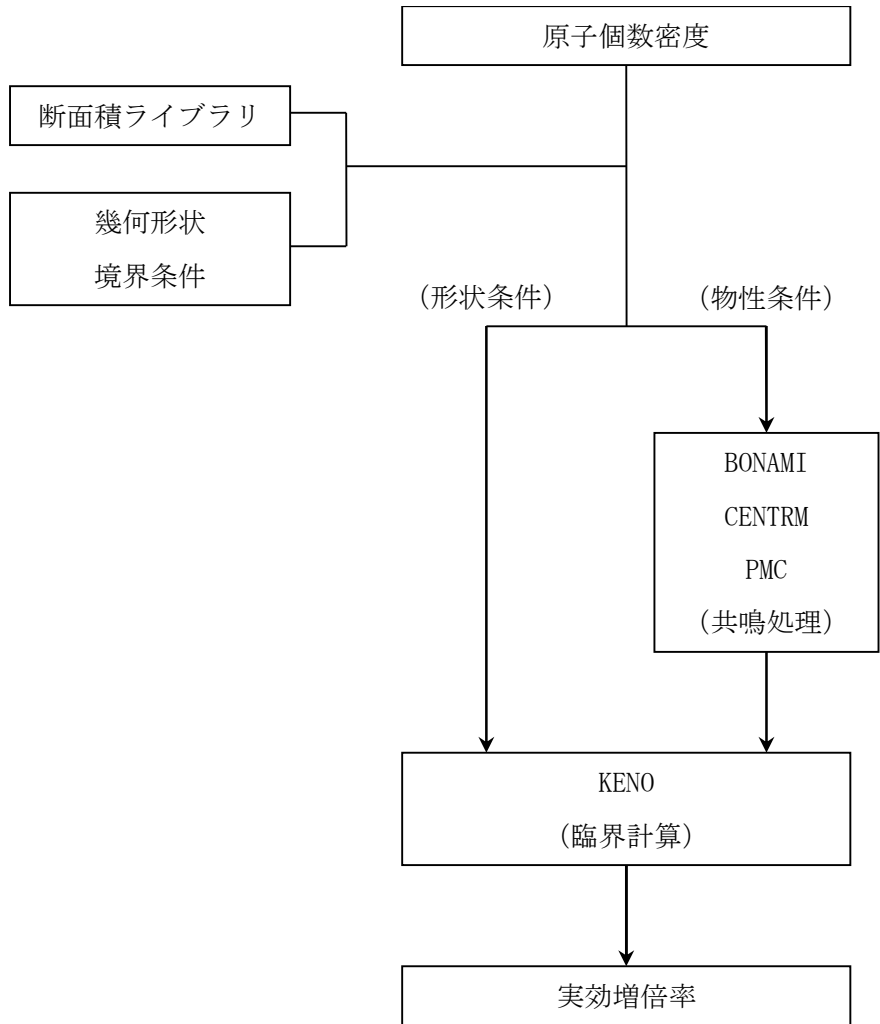 原子個数密度
断面積ライブラリ
幾何形状
境界条件
(形状条件)
(物性条件)
BONAMI
CENTRM
PMC
(共鳴処理)
KENO
(臨界計算)
実効増倍率